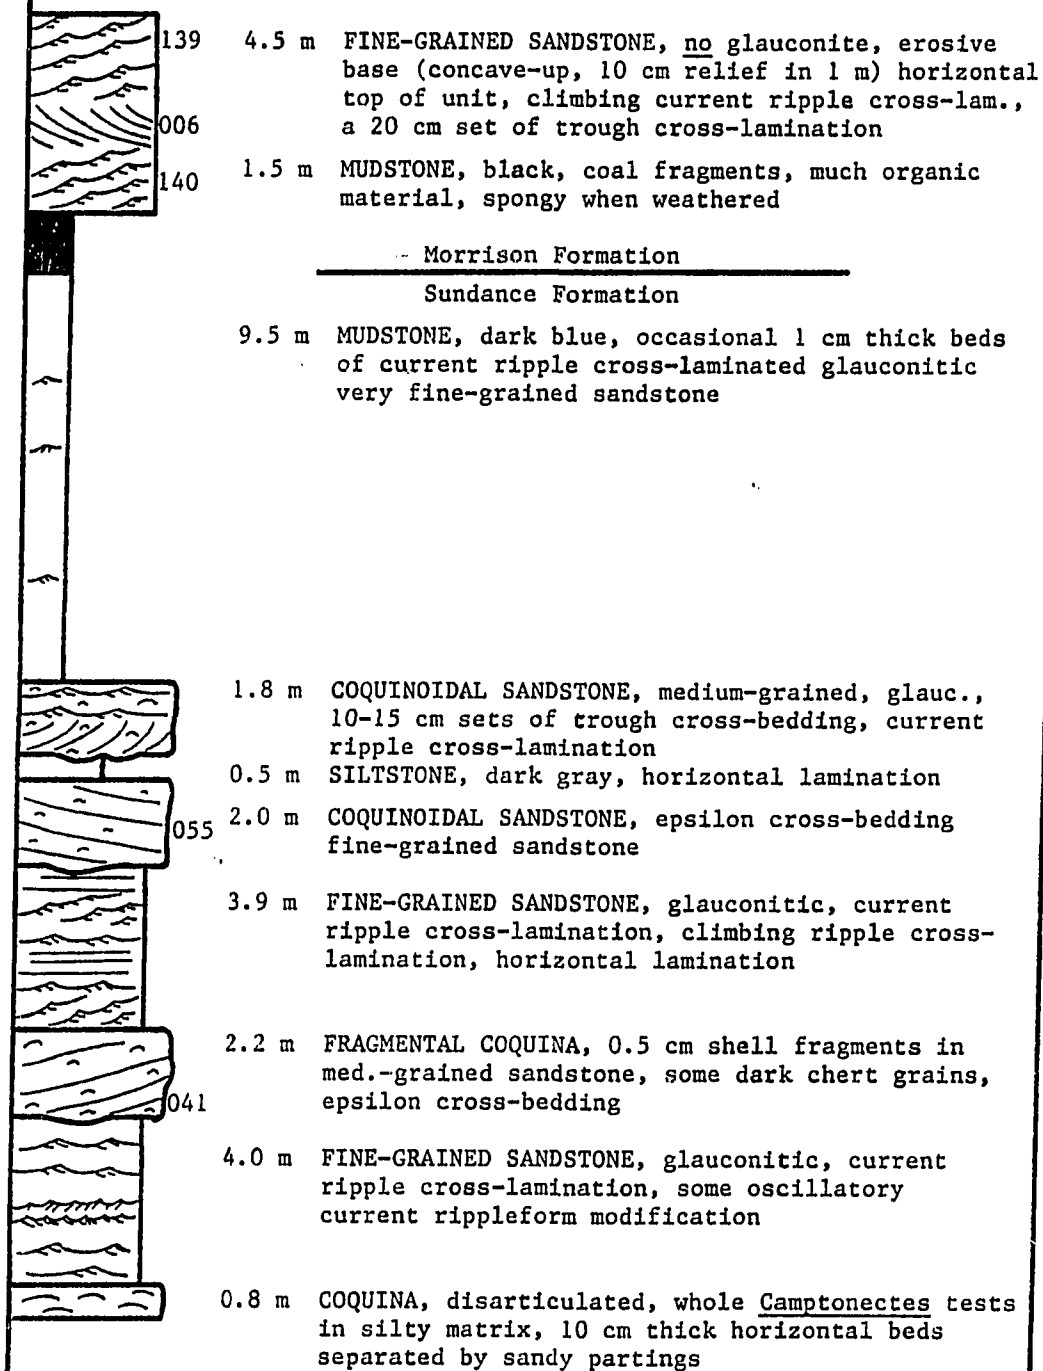 139 4.5 m FINE-GRAINED SANDSTONE, no glauconite, erosive
base (concave-up, 10 cm relief in 1 m) horizontal
top of unit, climbing current ripple cross-lam.,
006 a 20 cm set of trough cross-lamination
140 1.5 m MUDSTONE, black, coal fragments, much organic
material, spongy when weathered
Morrison Formation
Sundance Formation
9.5 m MUDSTONE, dark blue, occasional 1 cm thick beds
of current ripple cross-laminated glauconitic
very fine-grained sandstone
1.8 m COQUINOIDAL SANDSTONE, medium-grained, glauc.,
10-15 cm sets of trough cross-bedding, current
ripple cross-lamination
0.5 m SILTSTONE, dark gray, horizontal lamination
055 2.0 m COQUINOIDAL SANDSTONE, epsilon cross-bedding
fine-grained sandstone
3.9 m FINE-GRAINED SANDSTONE, glauconitic, current
ripple cross-lamination, climbing ripple cross-
lamination, horizontal lamination
2.2 m FRAGMENTAL COQUINA, 0.5 cm shell fragments in
med.-grained sandstone, some dark chert grains,
041 epsilon cross-bedding
4.0 m FINE-GRAINED SANDSTONE, glauconitic, current
ripple cross-lamination, some oscillatory
current rippleform modification
0.8 m COQUINA, disarticulated, whole Camptonectes tests
in silty matrix, 10 cm thick horizontal beds
separated by sandy partings